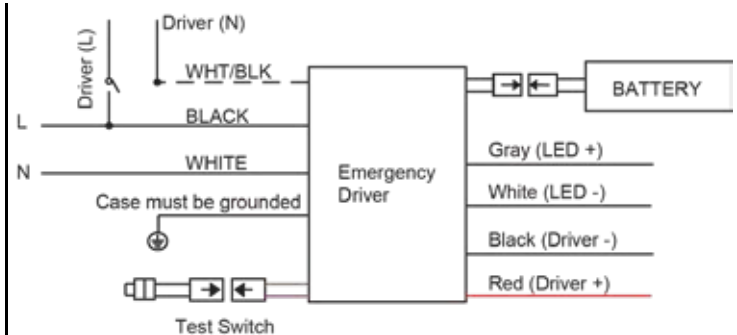 Driver (L)
Driver (N)
WHT/BLK
BATTERY
L
BLACK
N
WHITE
Emergency
Driver
Gray (LED +)
White (LED -)
Case must be grounded
Black (Driver -)
Red (Driver +)
Test Switch